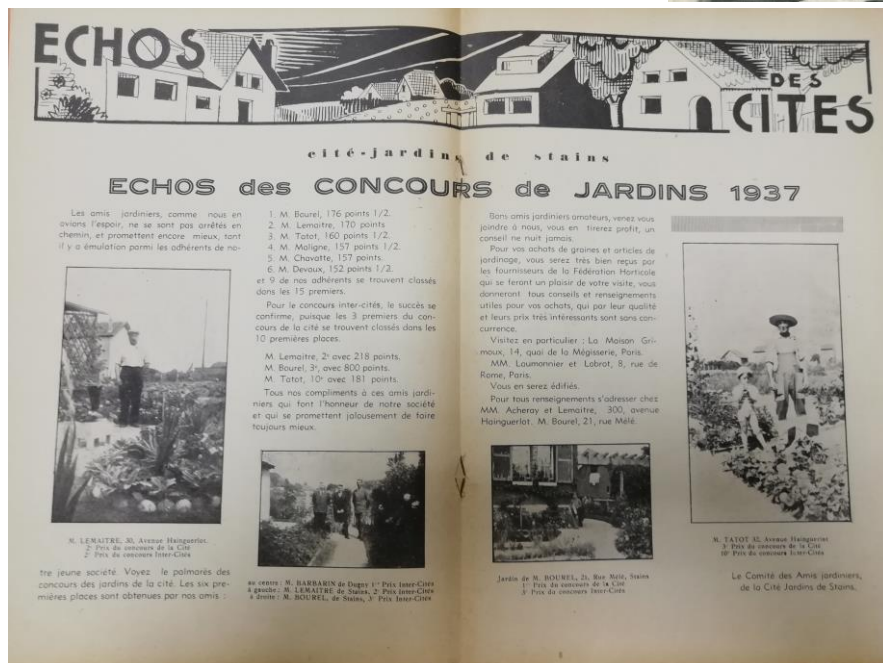 ECHOS
DES
CITES
cité-jardins de stains
ECHOS des CONCOURS de JARDINS 1937
Les amis jardiniers, comme nous en
avions l'espoir, ne se sont pas arrêtés en
chemin, et promettent encore mieux, tant
il y a émulation parmi les adhérents de no-
M. LEMAITRE, 30, Avenue Hainguerlot.
2e Prix du concours de la Cité
2e Prix du concours Inter-Cités
tre jeune société. Voyez le palmarès des
concours des jardins de la cité. Les six pre-
mières places sont obtenues par nos amis :
1. M. Bourel, 176 points 1/2.
2. M. Lemaitre, 170 points
3. M. Tatot, 160 points 1/2.
4. M. Maligne, 157 points 1/2.
5. M. Chavatte, 157 points.
6. M. Devaux, 152 points 1/2.
et 9 de nos adhérents se trouvent classés
dans les 15 premiers.
Pour le concours inter-cités, le succès se
confirme, puisque les 3 premiers du con-
cours de la cité se trouvent classés dans les
10 premières places.
M. Lemaitre, 2e avec 218 points.
M. Bourel, 3e, avec 800 points.
M. Tatot, 10e avec 181 points.
Tous nos compliments à ces amis jardi-
niers qui font l'honneur de notre société
et qui se promettent jalousement de faire
toujours mieux.
au centre : M. BARBARIN de Dugny 1er Prix Inter-Cités
à gauche : M. LEMAITRE de Stains, 2e Prix Inter-Cités
à droite : M. BOUREL, de Stains, 3e Prix Inter-Cités
Bons amis jardiniers amateurs, venez vous
joindre à nous, vous en tirerez profit, un
conseil ne nuit jamais.
Pour vos achats de graines et articles de
jardinage, vous serez très bien reçus par
les fournisseurs de la Fédération Horticole
qui se feront un plaisir de votre visite, vous
donneront tous conseils et renseignements
utiles pour vos achats, qui par leur qualité
et leurs prix très intéressants sont sans con-
currence.
Visitez en particulier : La Maison Gri-
moux, 14, quai de la Mégisserie, Paris.
MM. Laumonnier et Lobrot, 8, rue de
Rome, Paris.
Vous en serez édifiés.
Pour tous renseignements s'adresser chez
MM. Acheray et Lemaitre, 300, avenue
Hainguerlot. M. Bourel, 21, rue Mélé.
Jardin de M. BOUREL, 21, Rue Mélé, Stains
1er Prix du concours de la Cité
3e Prix du concours Inter-Cités
M. TATOT 32, Avenue Hainguerlot
3e Prix du concours de la Cité
10e Prix du concours Inter-Cités
Le Comité des Amis jardiniers,
de la Cité Jardins de Stains.